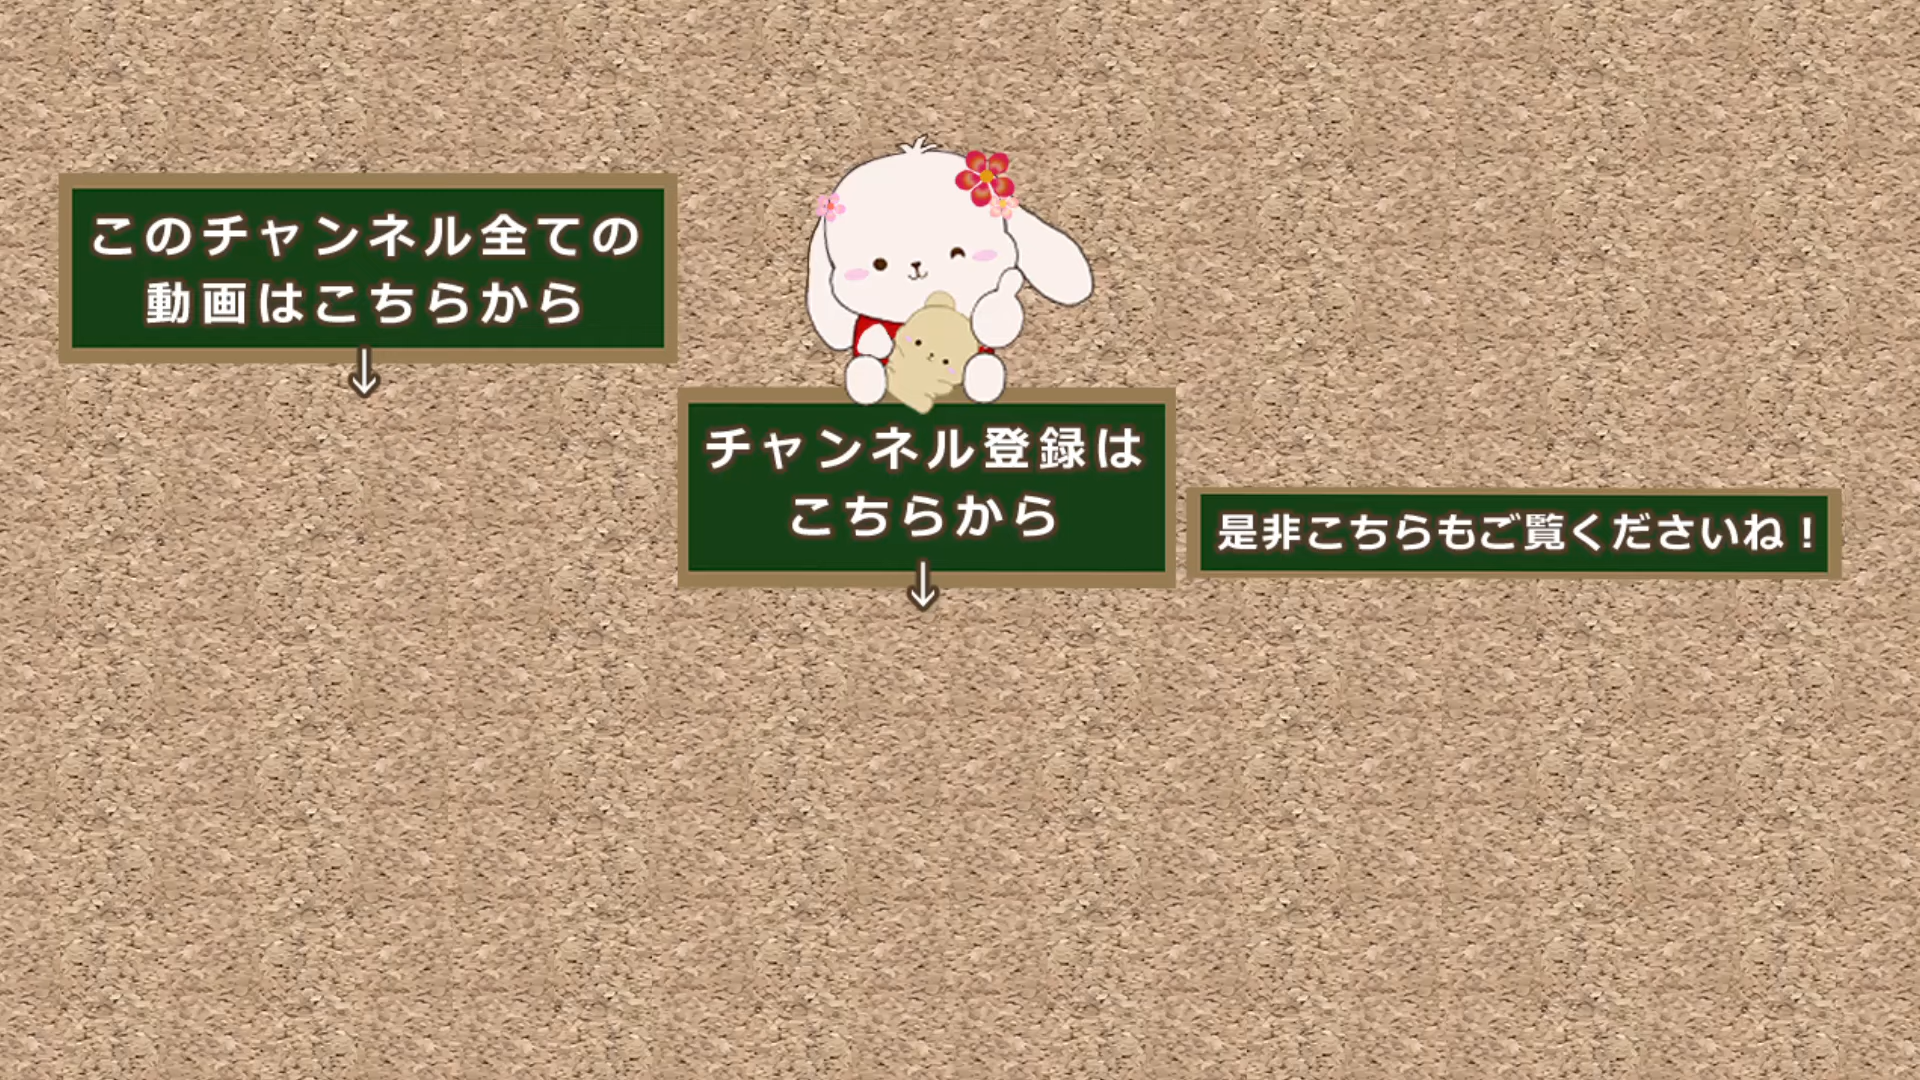 このチャンネル全ての
動画はこちらから
↓
チャンネル登録は
こちらから
↓
是非こちらもご覧くださいね！